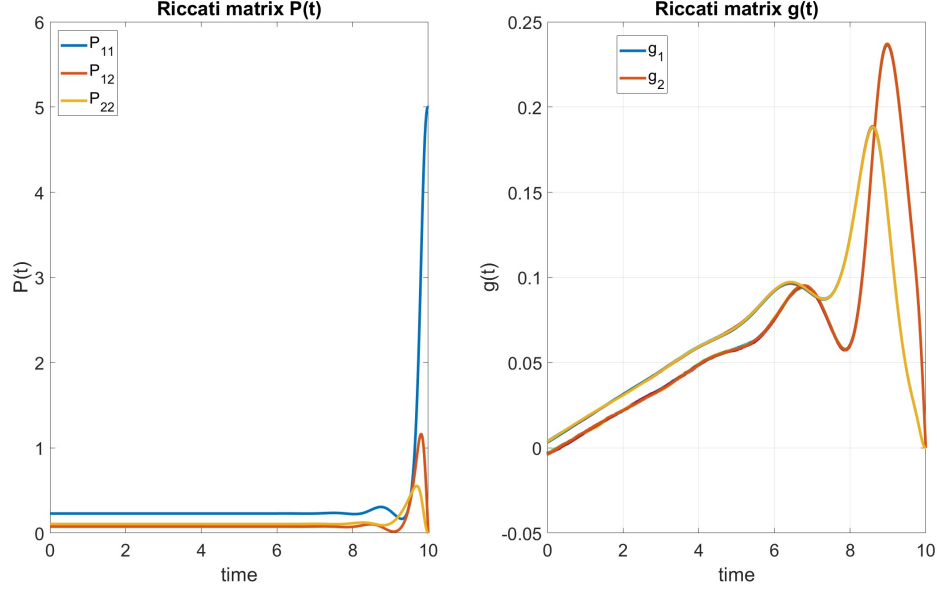 Riccati matrix P(t)
P11
P12
P22
6
5
4
3
2
1
0
P(t)
0 2 4 6 8 10
time
Riccati matrix g(t)
g1
g2
0.25
0.2
0.15
0.1
0.05
0
-0.05
g(t)
0 2 4 6 8 10
time